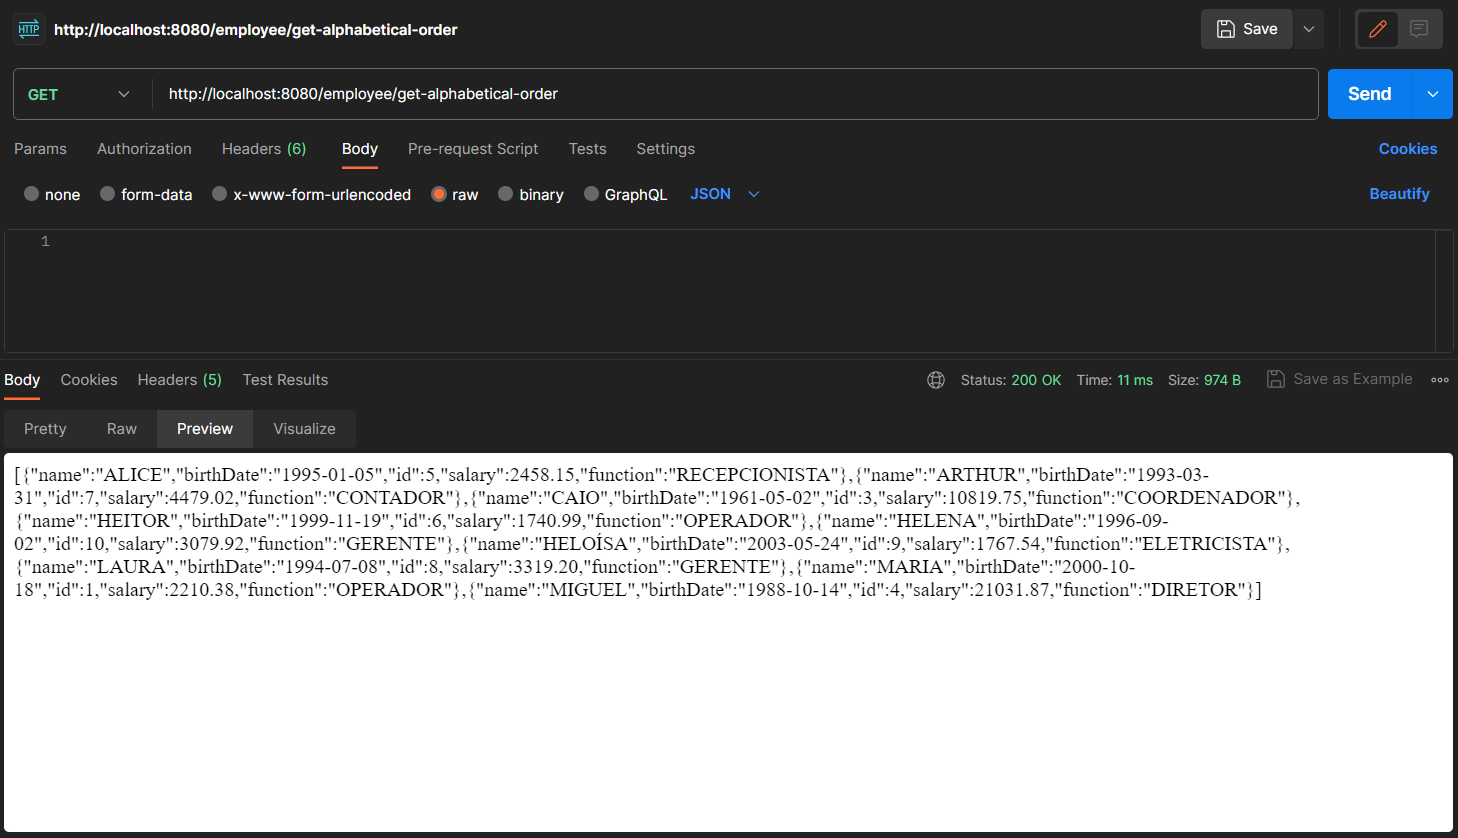 HTTP http://localhost:8080/employee/get-alphabetical-order Save
GET http://localhost:8080/employee/get-alphabetical-order Send
Params Authorization Headers (6) Body Pre-request Script Tests Settings Cookies
none form-data x-www-form-urlencoded raw binary GraphQL JSON Beautify
1
Body Cookies Headers (5) Test Results Status: 200 OK Time: 11 ms Size: 974 B Save as Example
Pretty Raw Preview Visualize
[{"name":"ALICE","birthDate":"1995-01-05","id":5,"salary":2458.15,"function":"RECEPCIONISTA"},{"name":"ARTHUR","birthDate":"1993-03-
31","id":7,"salary":4479.02,"function":"CONTADOR"},{"name":"CAIO","birthDate":"1961-05-02","id":3,"salary":10819.75,"function":"COORDENADOR"},
{"name":"HEITOR","birthDate":"1999-11-19","id":6,"salary":1740.99,"function":"OPERADOR"},{"name":"HELENA","birthDate":"1996-09-
02","id":10,"salary":3079.92,"function":"GERENTE"},{"name":"HELOÍSA","birthDate":"2003-05-24","id":9,"salary":1767.54,"function":"ELETRICISTA"},
{"name":"LAURA","birthDate":"1994-07-08","id":8,"salary":3319.20,"function":"GERENTE"},{"name":"MARIA","birthDate":"2000-10-
18","id":1,"salary":2210.38,"function":"OPERADOR"},{"name":"MIGUEL","birthDate":"1988-10-14","id":4,"salary":21031.87,"function":"DIRETOR"}]